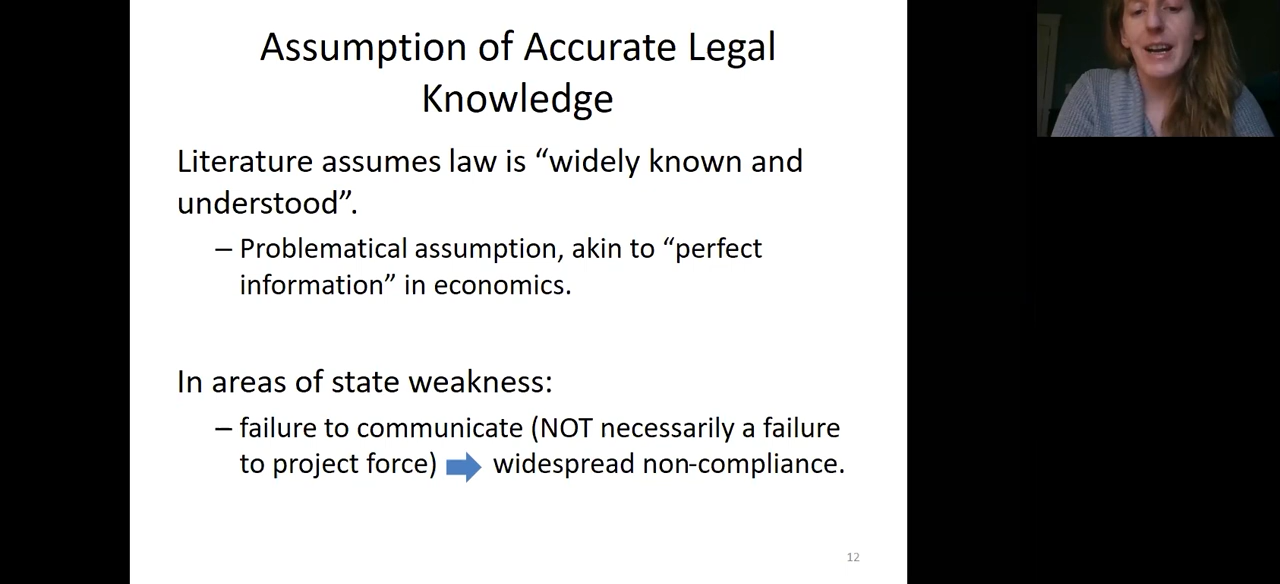 Assumption of Accurate Legal
Knowledge
Literature assumes law is “widely known and
understood”.
– Problematical assumption, akin to “perfect
information” in economics.
In areas of state weakness:
– failure to communicate (NOT necessarily a failure
to project force) widespread non-compliance.
12